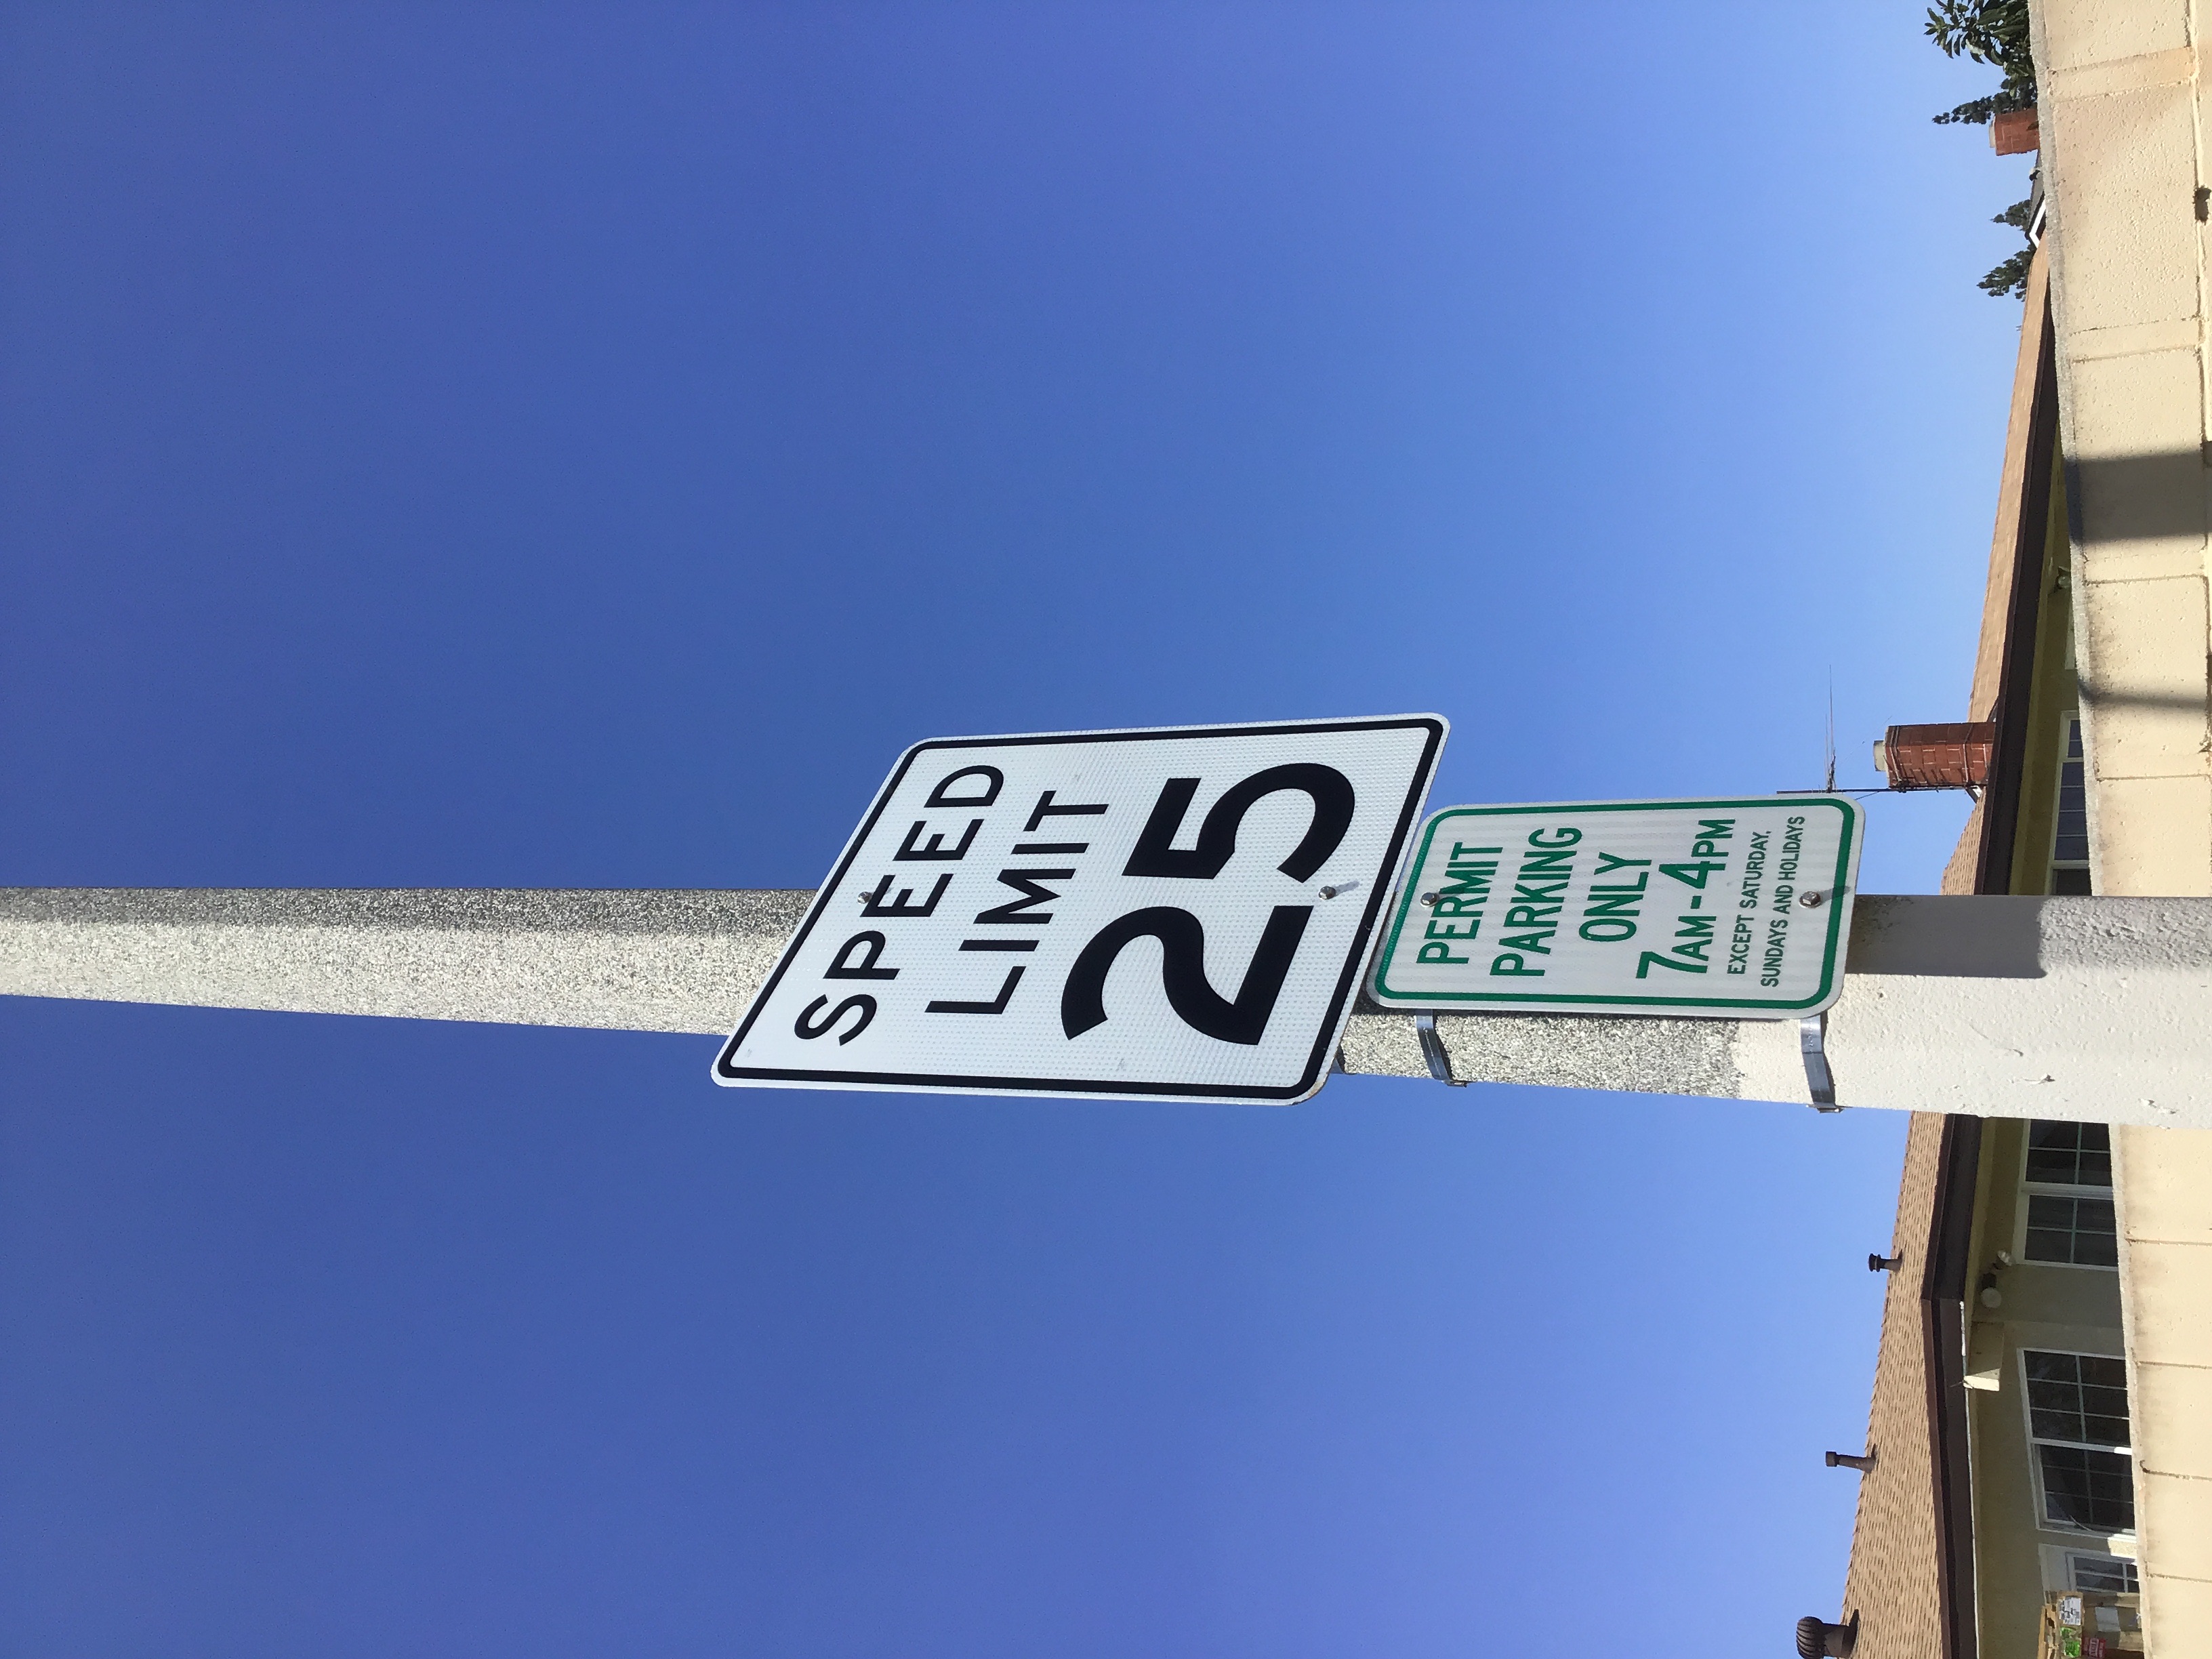 SPEED
LIMIT
25
PERMIT
PARKING
ONLY
7AM-4PM
EXCEPT SATURDAY,
SUNDAYS AND HOLIDAYS